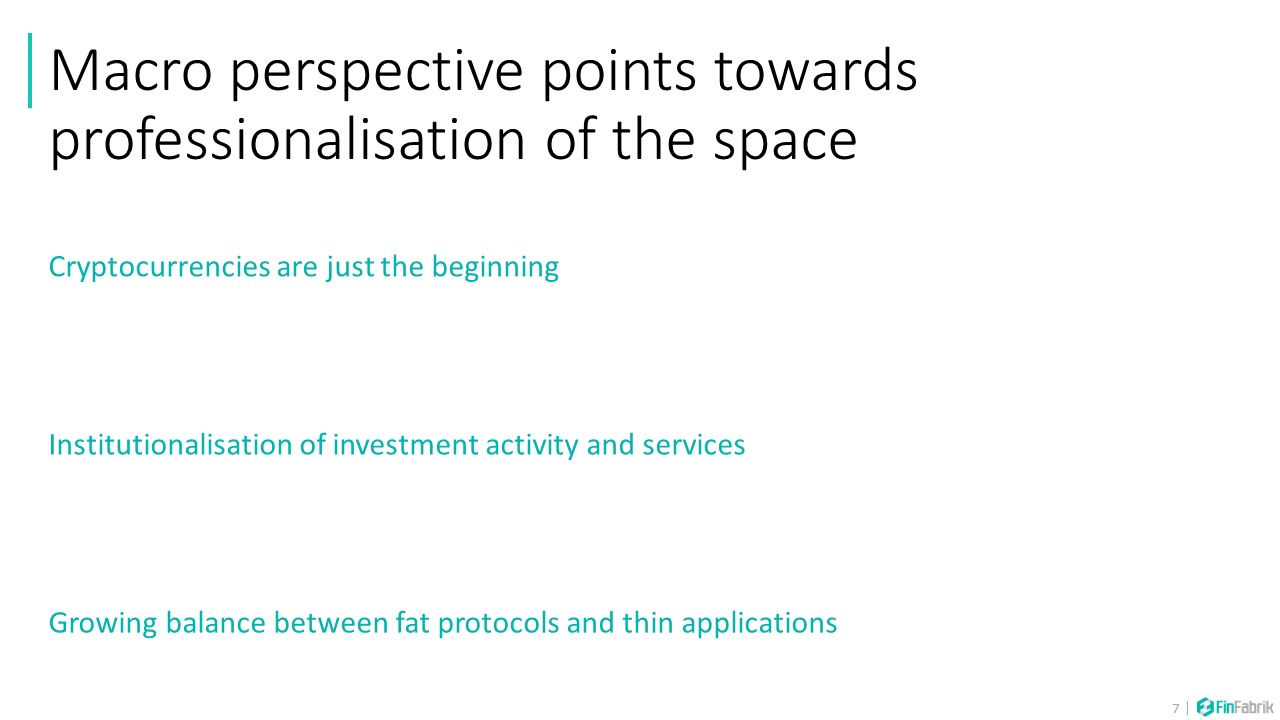 Macro perspective points towards
professionalisation of the space
Cryptocurrencies are just the beginning
Institutionalisation of investment activity and services
Growing balance between fat protocols and thin applications
7 | FinFabrik